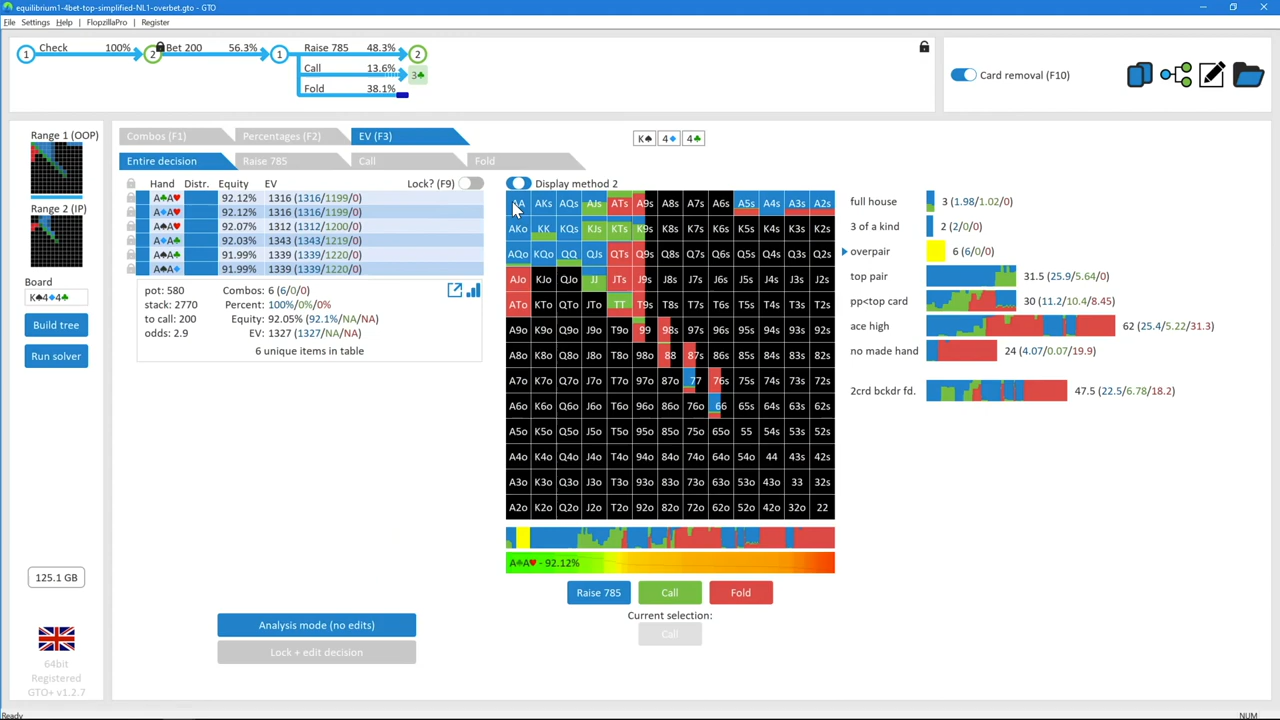 equilibrium1-4bet-top-simplified-NL1-overbet.gto - GTO
File Settings Help FlopzillaPro Register
1 Check 100% 2 Bet 200 56.3% 1 Raise 785 48.3% 2
Call 13.6% 3♣
Fold 38.1%
Card removal (F10)
Range 1 (OOP)
Range 2 (IP)
Board
K♠4♦4♣
Build tree
Run solver
125.1 GB
64bit
Registered
GTO+ v1.2.7
Combos (F1) Percentages (F2) EV (F3)
Entire decision Raise 785 Call Fold
Hand Distr. Equity EV Lock? (F9)
A♣A♥ 92.12% 1316 (1316/1199/0)
A♦A♥ 92.12% 1316 (1316/1199/0)
A♠A♥ 92.07% 1312 (1312/1200/0)
A♦A♣ 92.03% 1343 (1343/1219/0)
A♠A♣ 91.99% 1339 (1339/1220/0)
A♠A♦ 91.99% 1339 (1339/1220/0)
pot: 580 Combos: 6 (6/0/0)
stack: 2770 Percent: 100%/0%/0%
to call: 200 Equity: 92.05% (92.1%/NA/NA)
odds: 2.9 EV: 1327 (1327/NA/NA)
6 unique items in table
Analysis mode (no edits)
Lock + edit decision
K♠ 4♦ 4♣
Display method 2
AA AKs AQs AJs ATs A9s A8s A7s A6s A5s A4s A3s A2s
AKo KK KQs KJs KTs K9s K8s K7s K6s K5s K4s K3s K2s
AQo KQo QQ QJs QTs Q9s Q8s Q7s Q6s Q5s Q4s Q3s Q2s
AJo KJo QJo JJ JTs J9s J8s J7s J6s J5s J4s J3s J2s
ATo KTo QTo JTo TT T9s T8s T7s T6s T5s T4s T3s T2s
A9o K9o Q9o J9o T9o 99 98s 97s 96s 95s 94s 93s 92s
A8o K8o Q8o J8o T8o 98o 88 87s 86s 85s 84s 83s 82s
A7o K7o Q7o J7o T7o 97o 87o 77 76s 75s 74s 73s 72s
A6o K6o Q6o J6o T6o 96o 86o 76o 66 65s 64s 63s 62s
A5o K5o Q5o J5o T5o 95o 85o 75o 65o 55 54s 53s 52s
A4o K4o Q4o J4o T4o 94o 84o 74o 64o 54o 44 43s 42s
A3o K3o Q3o J3o T3o 93o 83o 73o 63o 53o 43o 33 32s
A2o K2o Q2o J2o T2o 92o 82o 72o 62o 52o 42o 32o 22
A♣A♥ - 92.12%
Raise 785 Call Fold
Current selection:
Call
full house 3 (1.98/1.02/0)
3 of a kind 2 (2/0/0)
overpair 6 (6/0/0)
top pair 31.5 (25.9/5.64/0)
pp<top card 30 (11.2/10.4/8.45)
ace high 62 (25.4/5.22/31.3)
no made hand 24 (4.07/0.07/19.9)
2crd bckdr fd. 47.5 (22.5/6.78/18.2)
Ready NUM